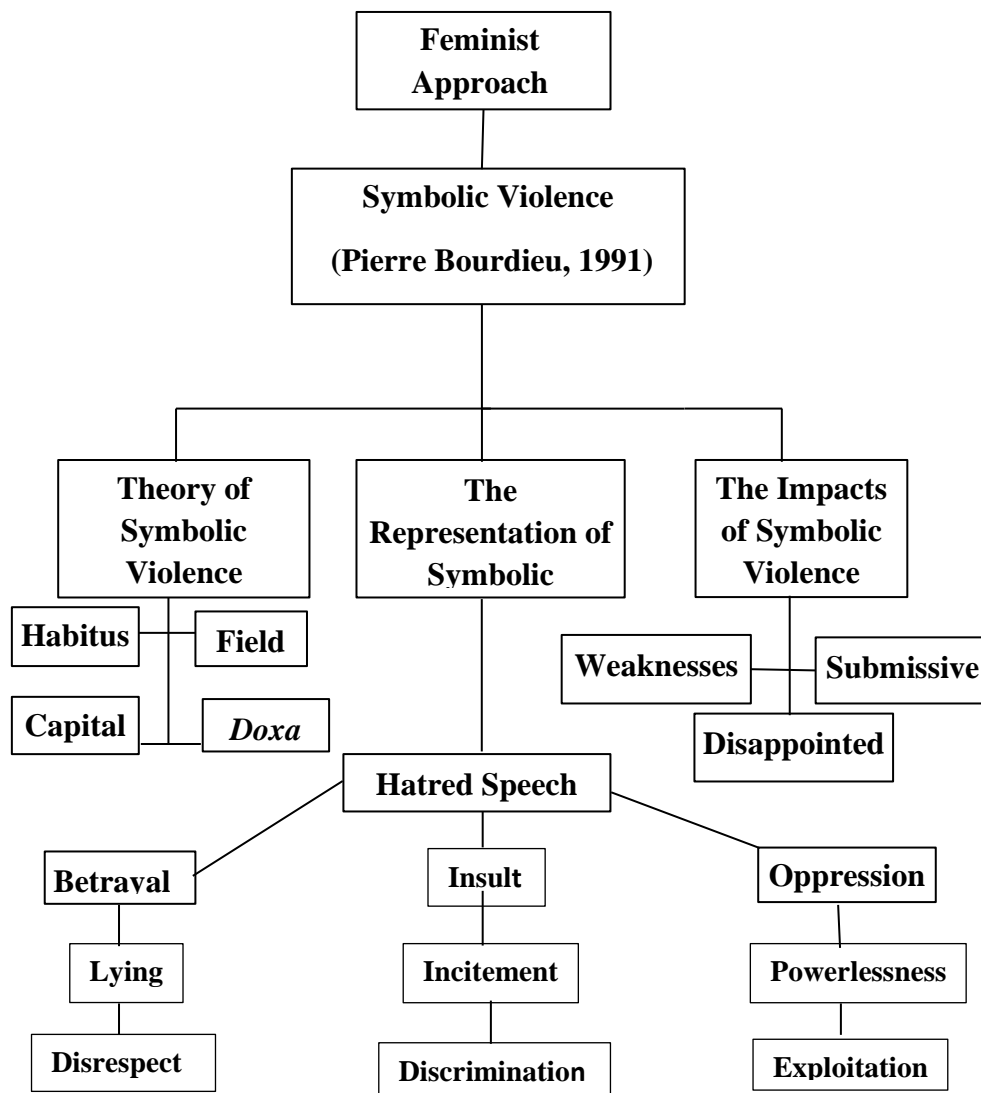 Feminist
Approach
Symbolic Violence
(Pierre Bourdieu, 1991)
Theory of
Symbolic
Violence
The
Representation of
Symbolic
The Impacts
of Symbolic
Violence
Habitus
Field
Capital
Doxa
Weaknesses
Submissive
Disappointed
Hatred Speech
Betrayal
Insult
Oppression
Lying
Incitement
Powerlessness
Disrespect
Discrimination
Exploitation